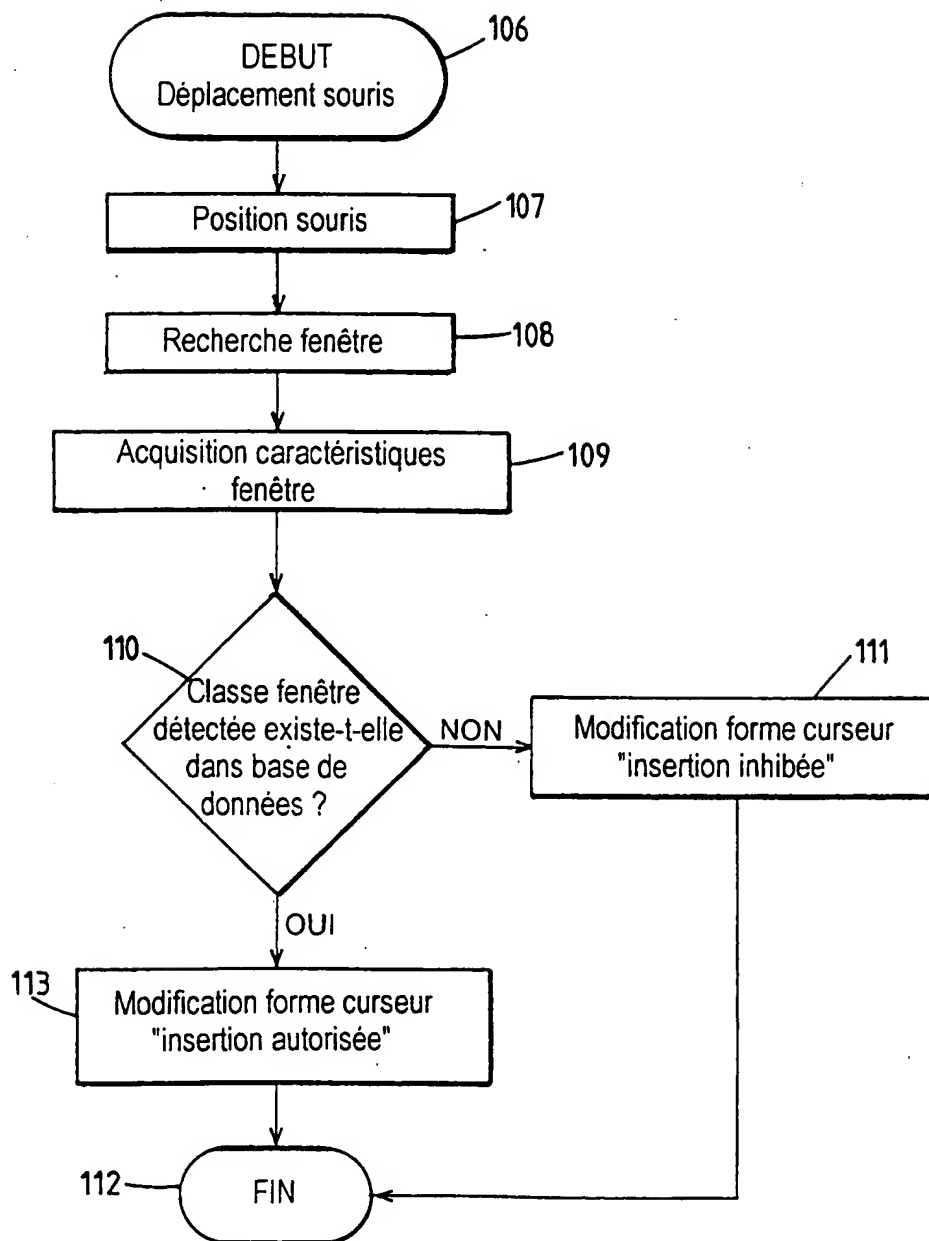 106
DÉBUT
Déplacement souris
107
Position souris
108
Recherche fenêtre
109
Acquisition caractéristiques
fenêtre
110
Classe fenêtre
détectée existe-t-elle
dans base de
données ?
NON
111
Modification forme curseur
"insertion inhibée"
OUI
113
Modification forme curseur
"insertion autorisée"
112
FIN